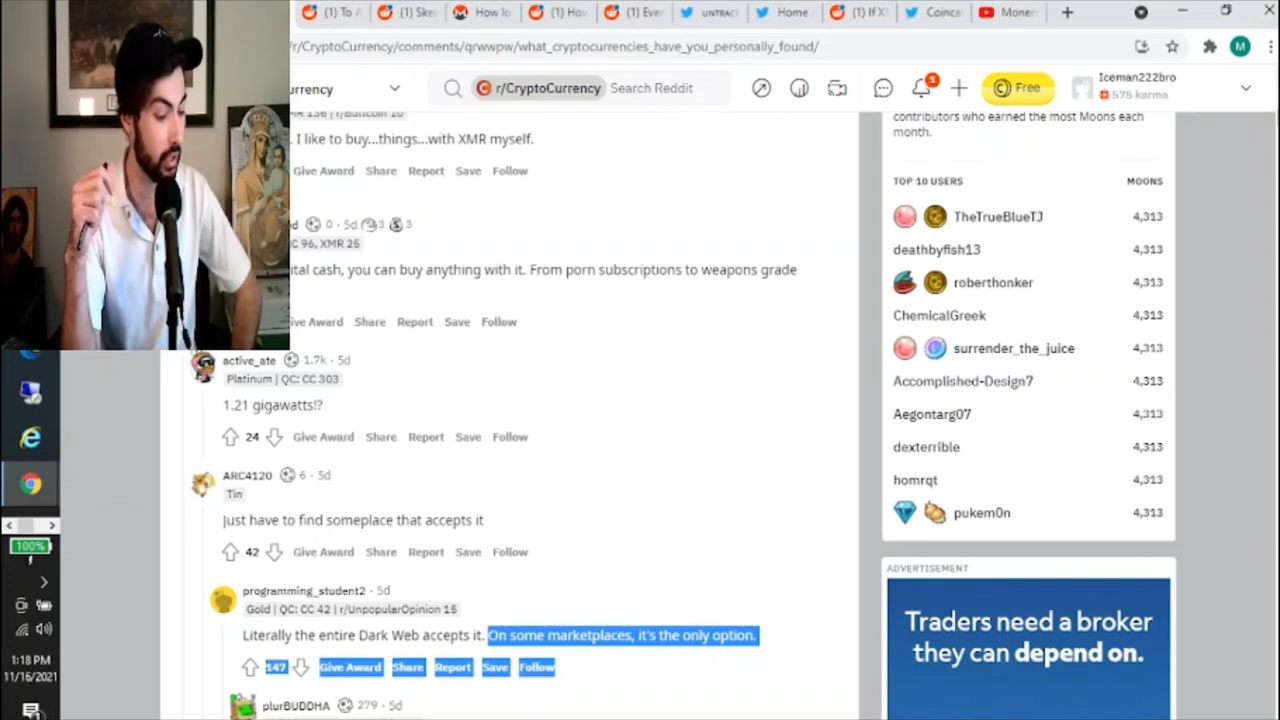 (1) To A
(1) Ske
How lo
(1) Hov
(1) Ever
UNTRACE
Home
(1) If X
Coinca
Moner
/r/CryptoCurrency/comments/qrwwpw/what_cryptocurrencies_have_you_personally_found/
M
urrency
r/CryptoCurrency Search Reddit
1
Free
Iceman222bro
575 karma
I like to buy...things...with XMR myself.
ive Award Share Report Save Follow
ed 0 · 5d 3 3
C 96, XMR 25
ital cash, you can buy anything with it. From porn subscriptions to weapons grade
ive Award Share Report Save Follow
active_ate 1.7k · 5d
Platinum | QC: CC 303
1.21 gigawatts!?
24 Give Award Share Report Save Follow
ARC4120 6 · 5d
Tin
Just have to find someplace that accepts it
42 Give Award Share Report Save Follow
programming_student2 · 5d
Gold | QC: CC 42 | r/UnpopularOpinion 15
Literally the entire Dark Web accepts it. On some marketplaces, it's the only option.
147 Give Award Share Report Save Follow
plurBUDDHA 279 · 5d
contributors who earned the most Moons each
month.
TOP 10 USERS MOONS
TheTrueBlueTJ 4,313
deathbyfish13 4,313
roberthonker 4,313
ChemicalGreek 4,313
surrender_the_juice 4,313
Accomplished-Design7 4,313
Aegontarg07 4,313
dexterrible 4,313
homrqt 4,313
pukem0n 4,313
ADVERTISEMENT
Traders need a broker
they can depend on.
100%
1:18 PM
11/16/2021